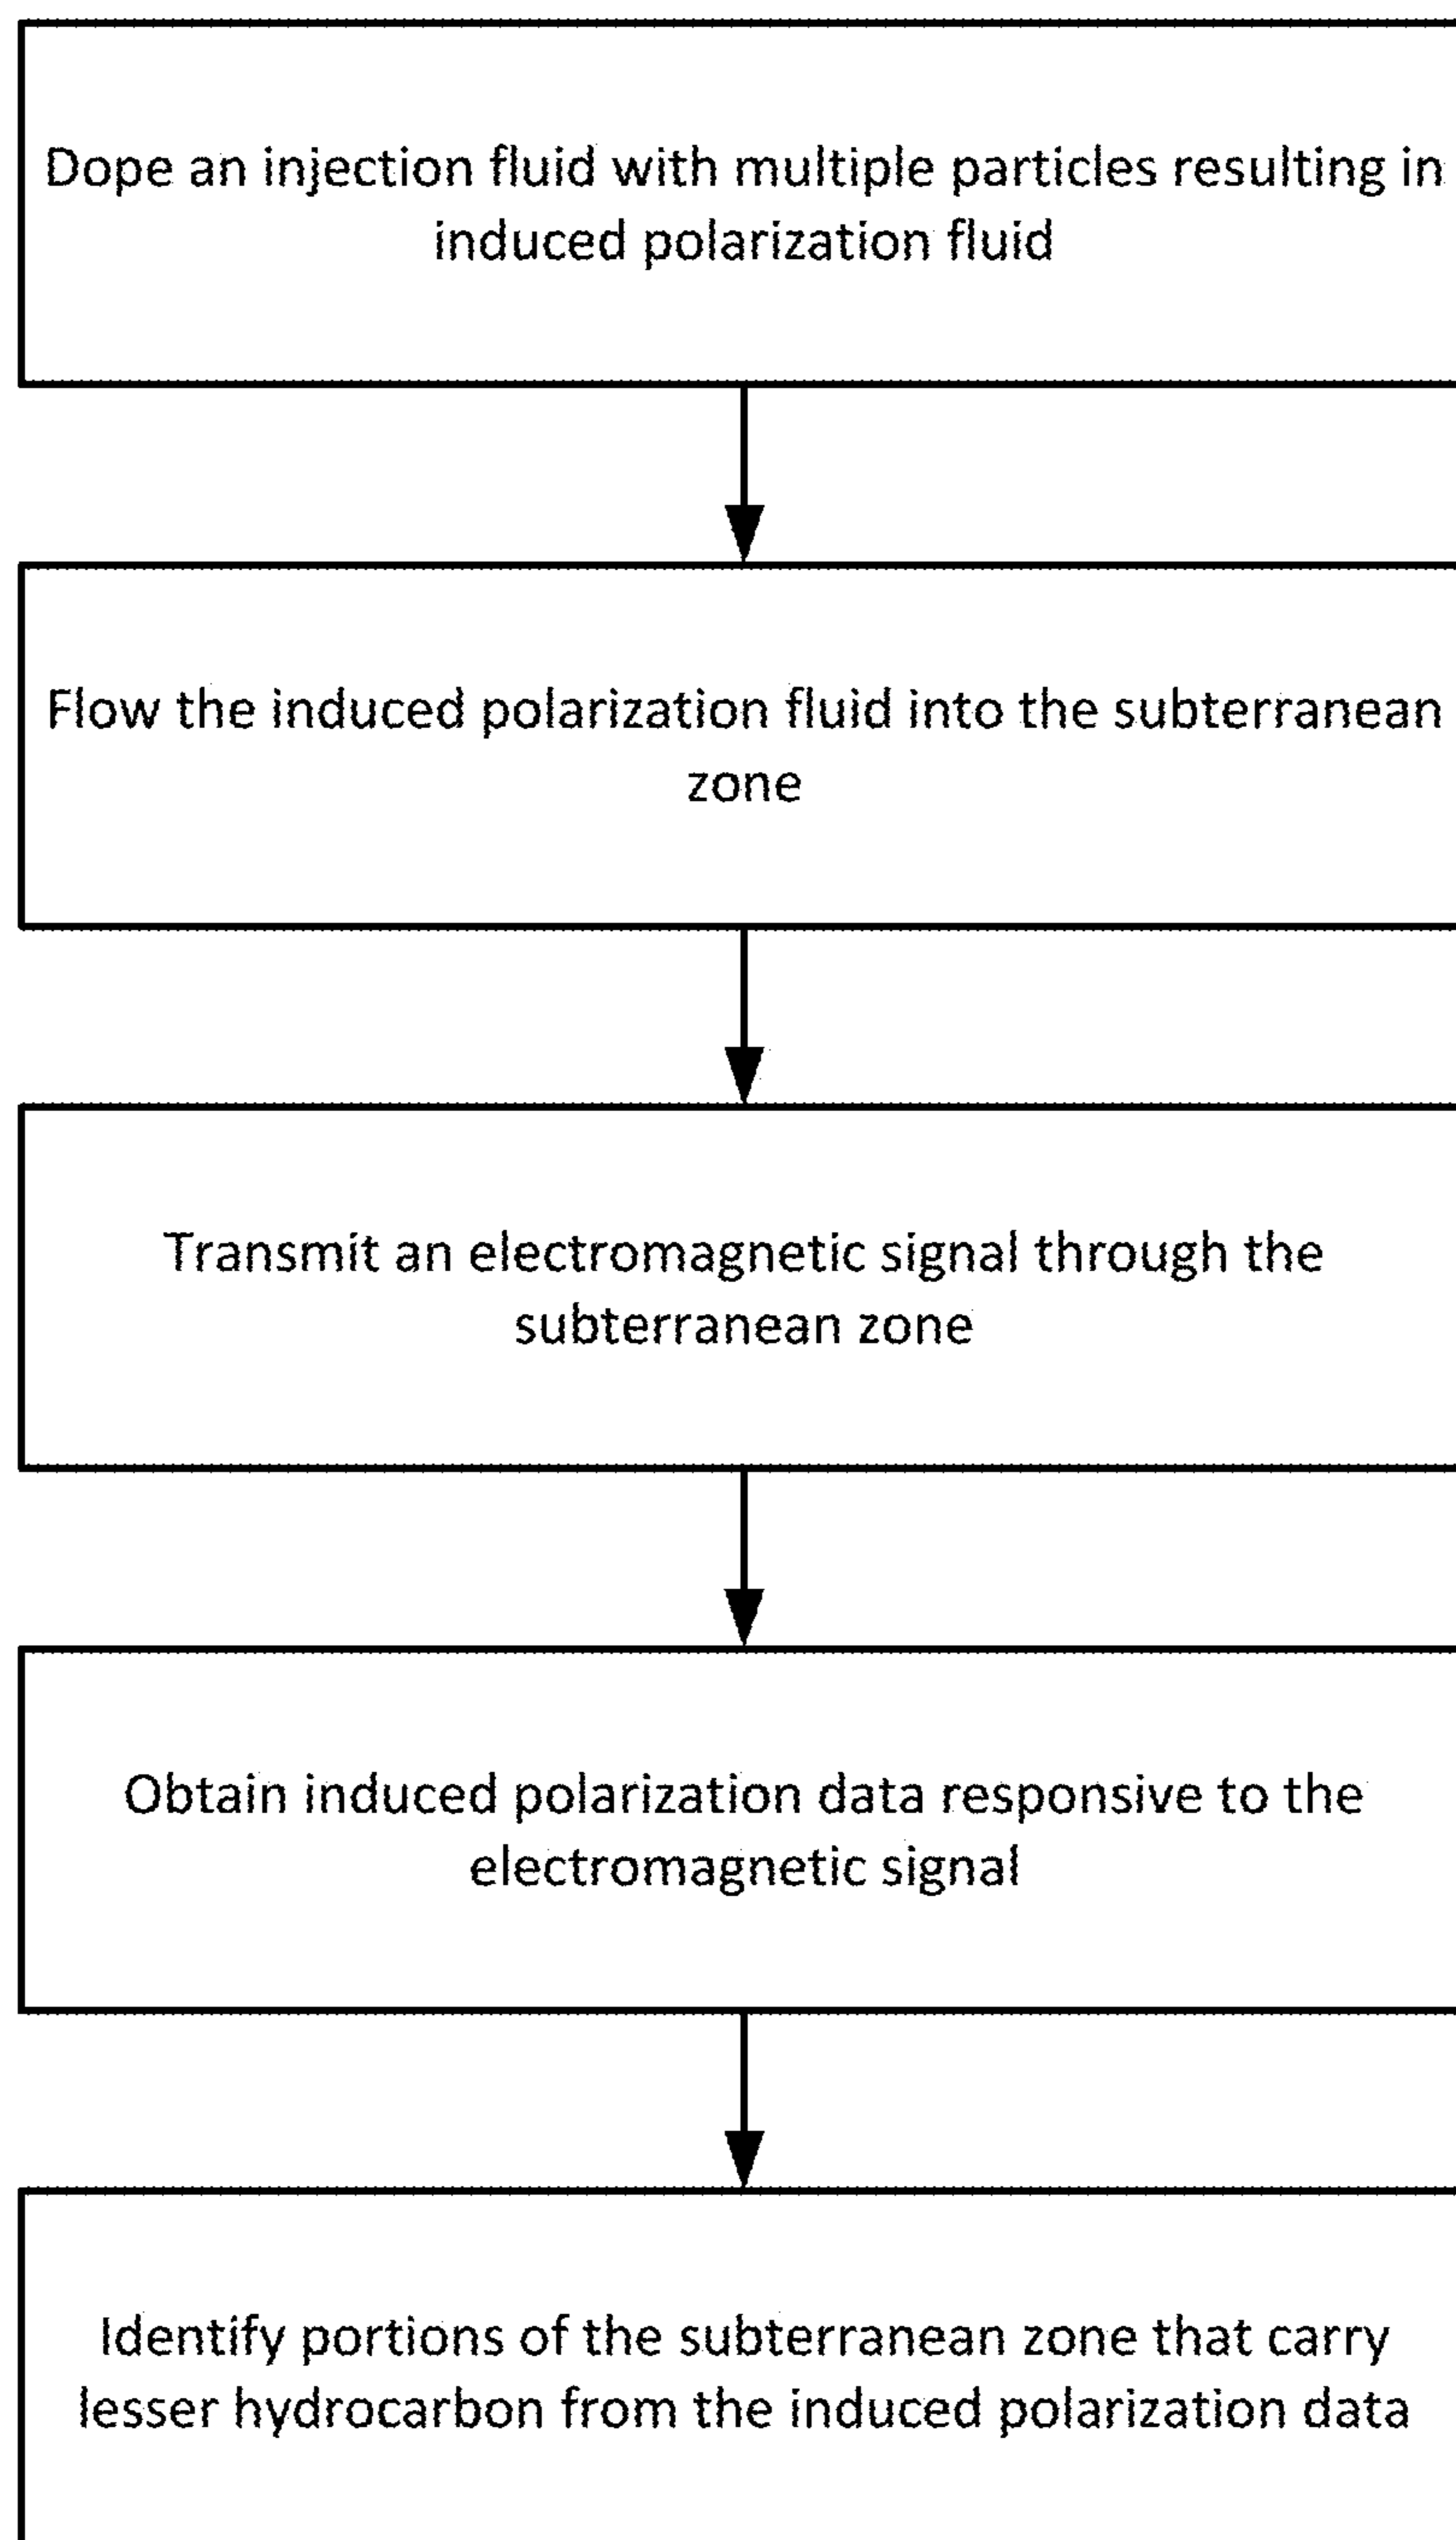 Dope an injection fluid with multiple particles resulting in
induced polarization fluid
Flow the induced polarization fluid into the subterranean
zone
Transmit an electromagnetic signal through the
subterranean zone
Obtain induced polarization data responsive to the
electromagnetic signal
Identify portions of the subterranean zone that carry
lesser hydrocarbon from the induced polarization data